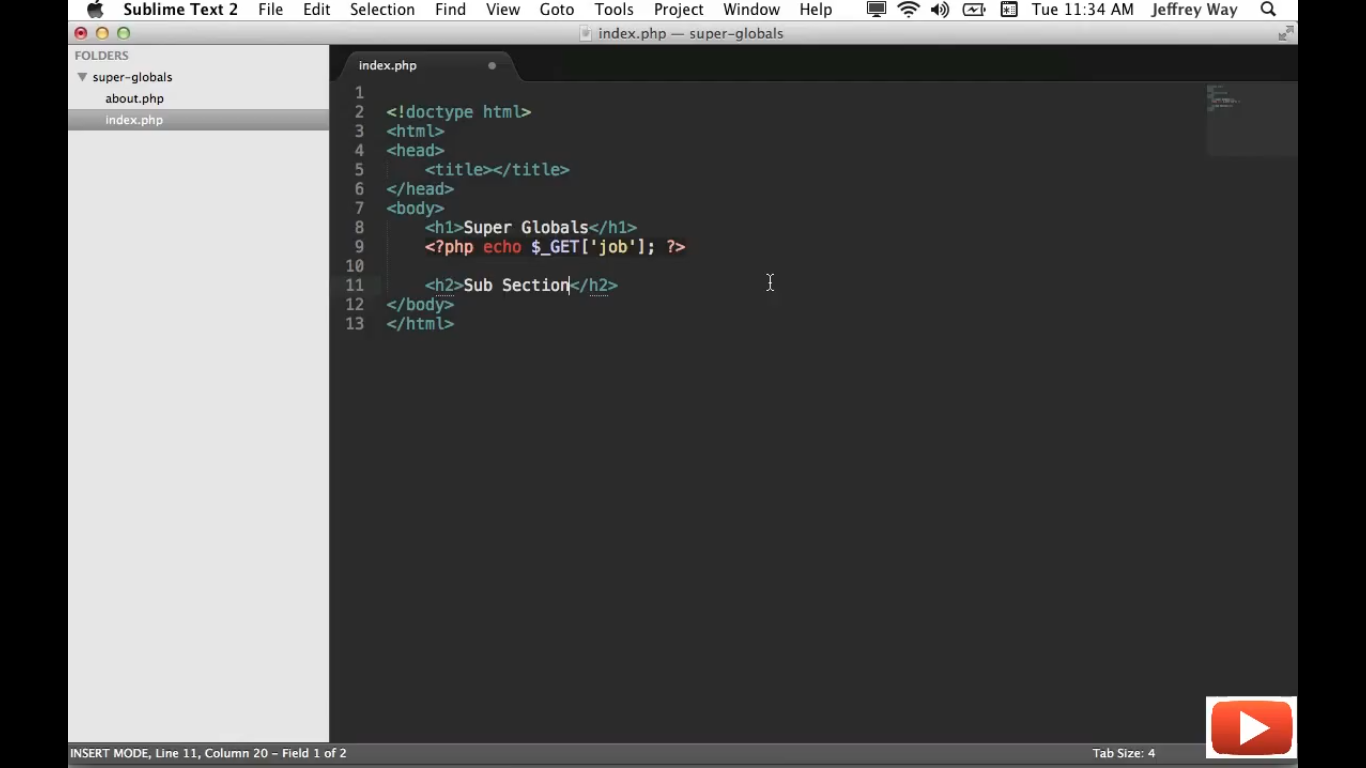 Sublime Text 2 File Edit Selection Find View Goto Tools Project Window Help Tue 11:34 AM Jeffrey Way
index.php — super-globals
FOLDERS
super-globals
about.php
index.php
index.php
1
2 <!doctype html>
3 <html>
4 <head>
5 <title></title>
6 </head>
7 <body>
8 <h1>Super Globals</h1>
9 <?php echo $_GET['job']; ?>
10
11 <h2>Sub Section</h2>
12 </body>
13 </html>
INSERT MODE, Line 11, Column 20 - Field 1 of 2 Tab Size: 4